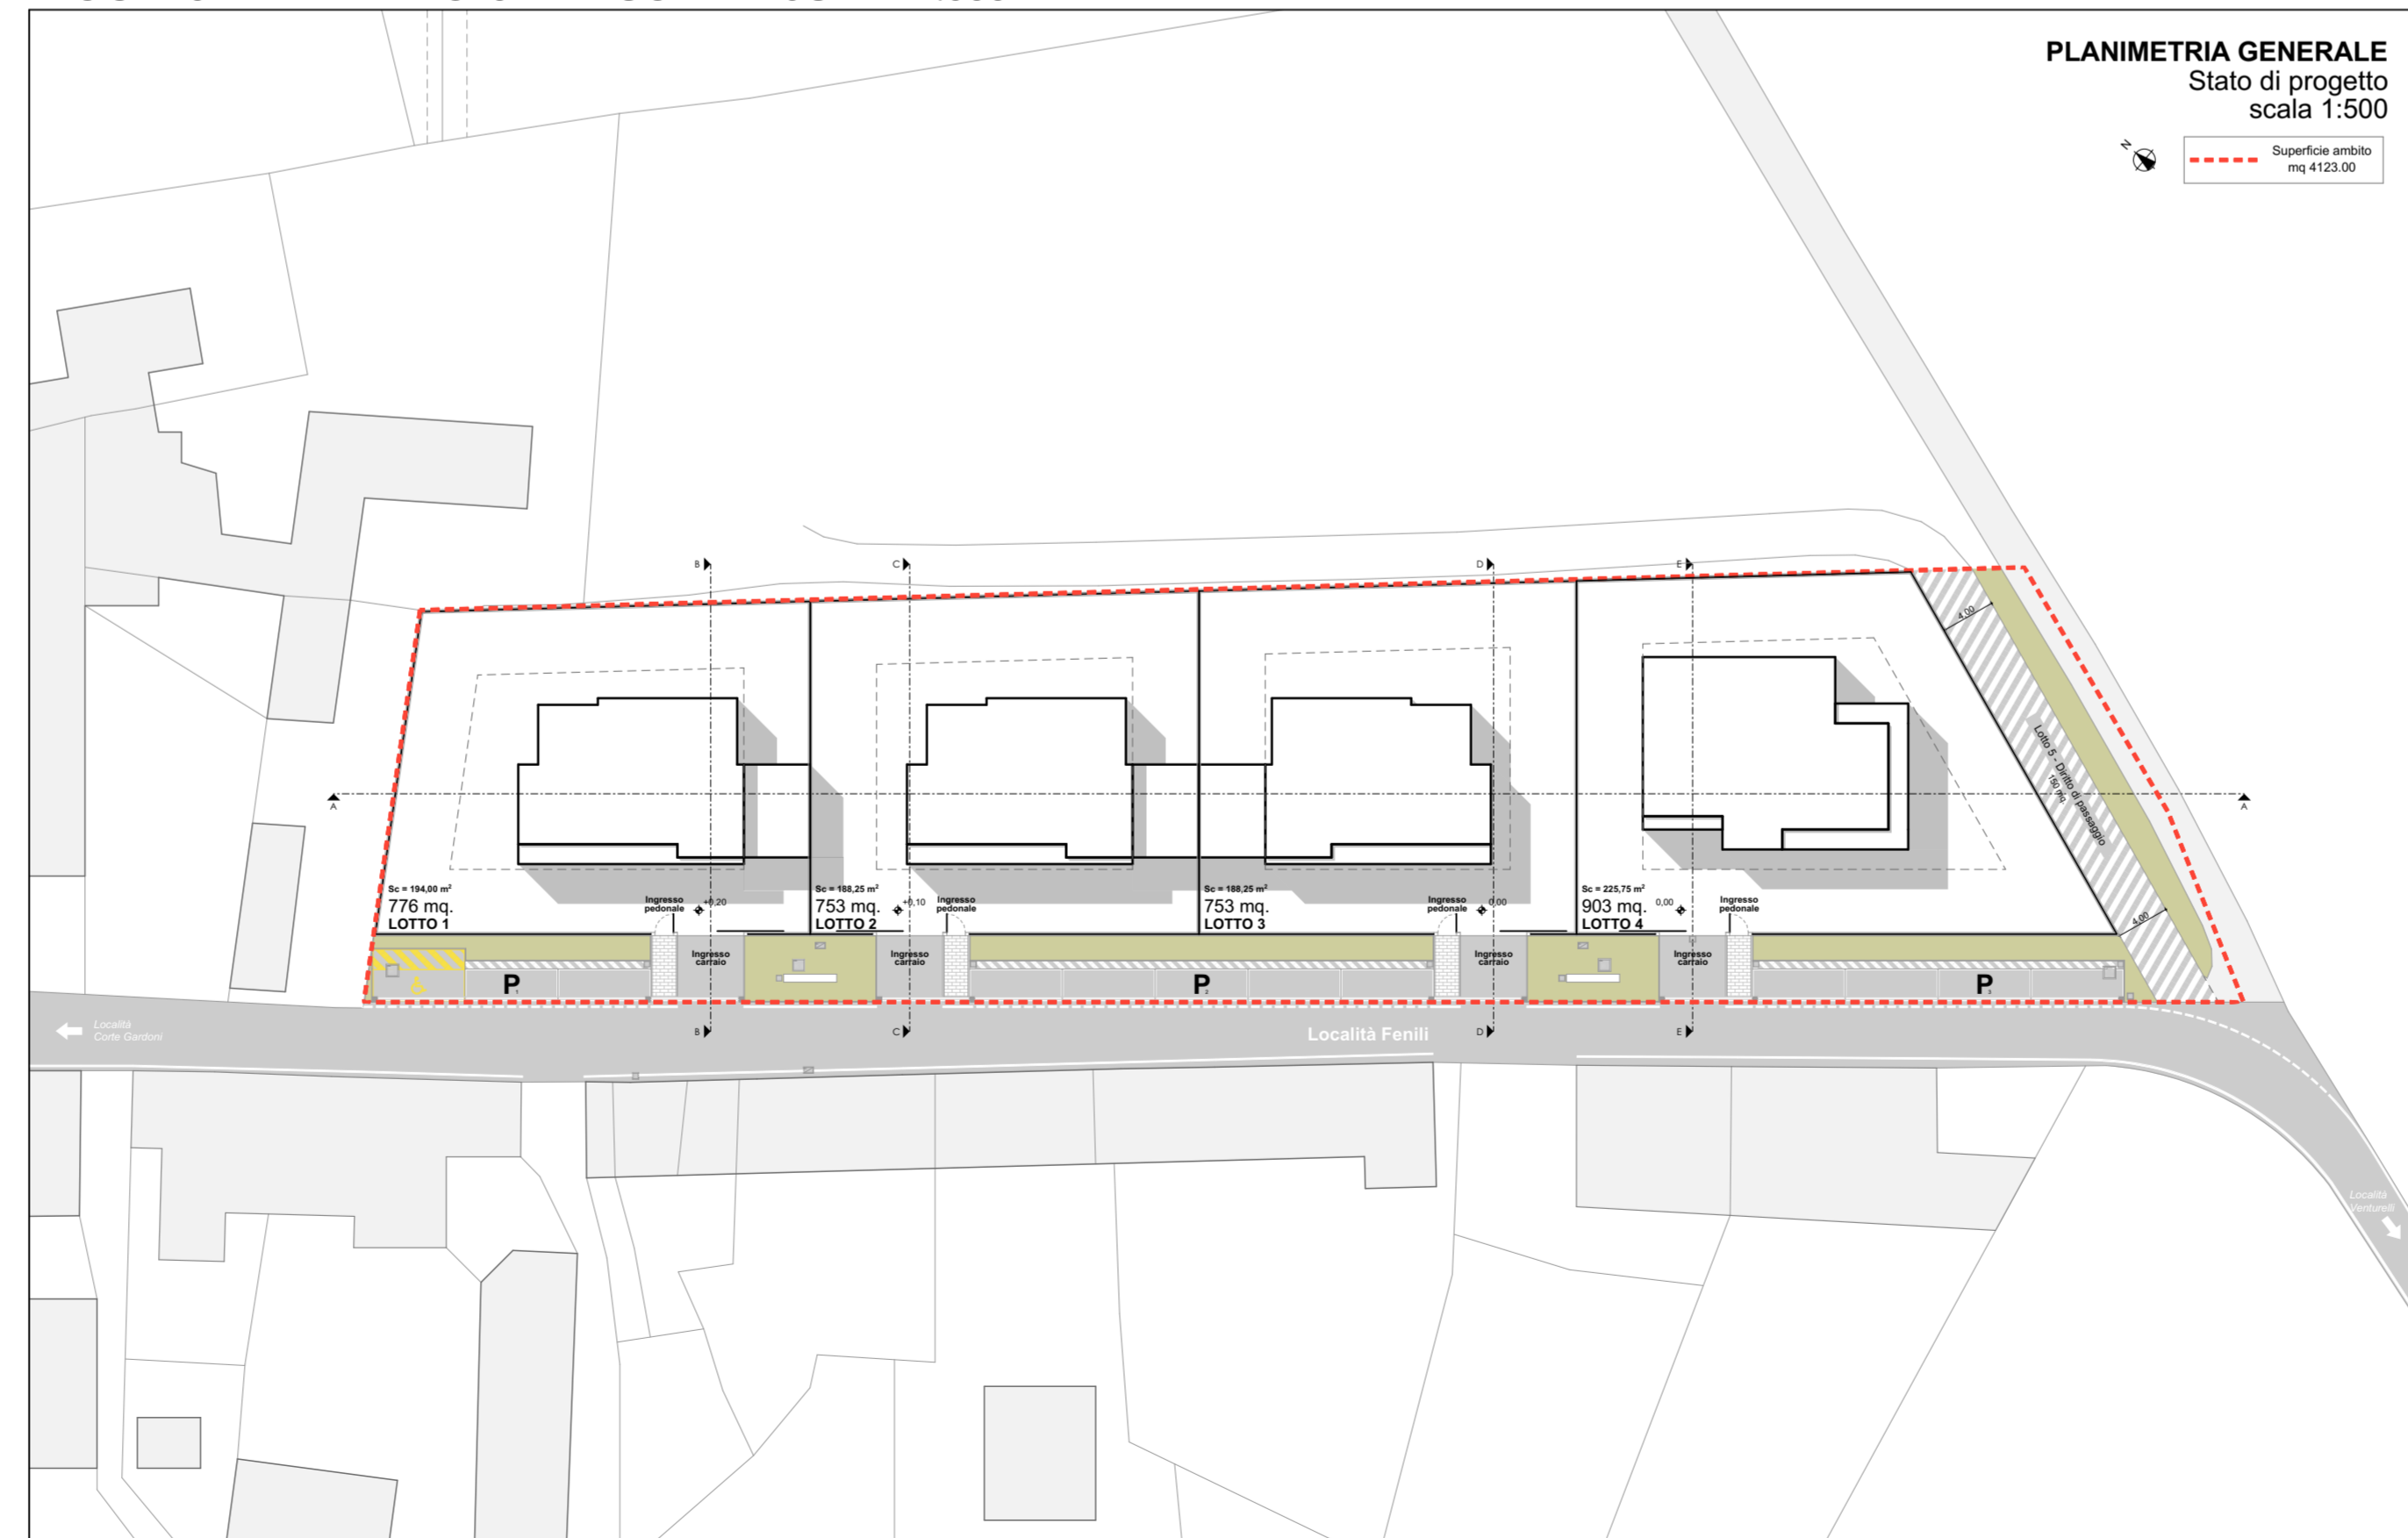 PLANIMETRIA GENERALE
Stato di progetto
scala 1:500
N
Superficie ambito
mq 4123.00
B
C
D
E
4.00
Lotto 5 - Diritto di passaggio
150 mq.
A
A
Sc = 194,00 m²
776 mq.
LOTTO 1
Ingresso
pedonale
+0,20
Sc = 188,25 m²
753 mq.
LOTTO 2
+0,10
Ingresso
pedonale
Sc = 188,25 m²
753 mq.
LOTTO 3
Ingresso
pedonale
0,00
Sc = 225,75 m²
903 mq.
LOTTO 4
0,00
Ingresso
pedonale
4.00
Ingresso
carraio
Ingresso
carraio
Ingresso
carraio
Ingresso
carraio
P 1
P 2
P 3
Località
Corte Gardoni
B
C
D
E
Località Fenili
Località
Venturelli